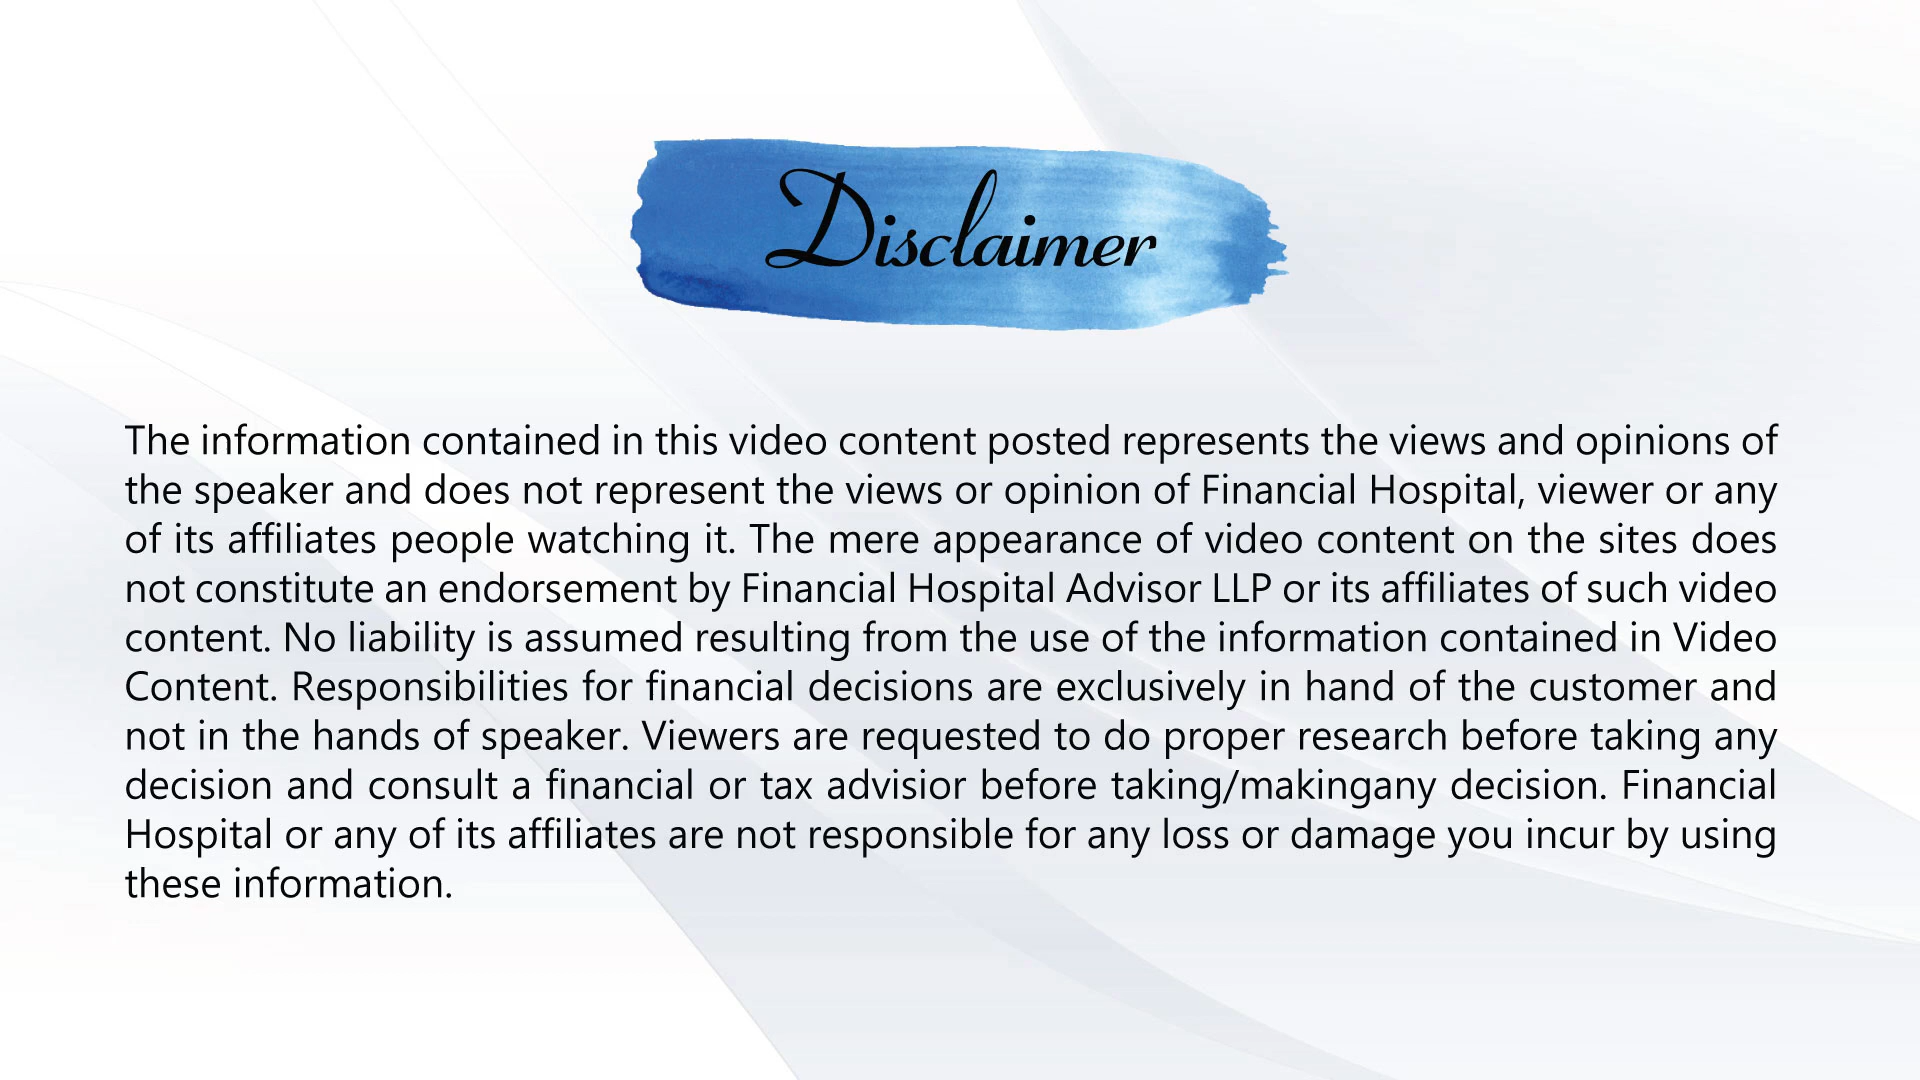 Disclaimer
The information contained in this video content posted represents the views and opinions of
the speaker and does not represent the views or opinion of Financial Hospital, viewer or any
of its affiliates people watching it. The mere appearance of video content on the sites does
not constitute an endorsement by Financial Hospital Advisor LLP or its affiliates of such video
content. No liability is assumed resulting from the use of the information contained in Video
Content. Responsibilities for financial decisions are exclusively in hand of the customer and
not in the hands of speaker. Viewers are requested to do proper research before taking any
decision and consult a financial or tax advisior before taking/makingany decision. Financial
Hospital or any of its affiliates are not responsible for any loss or damage you incur by using
these information.